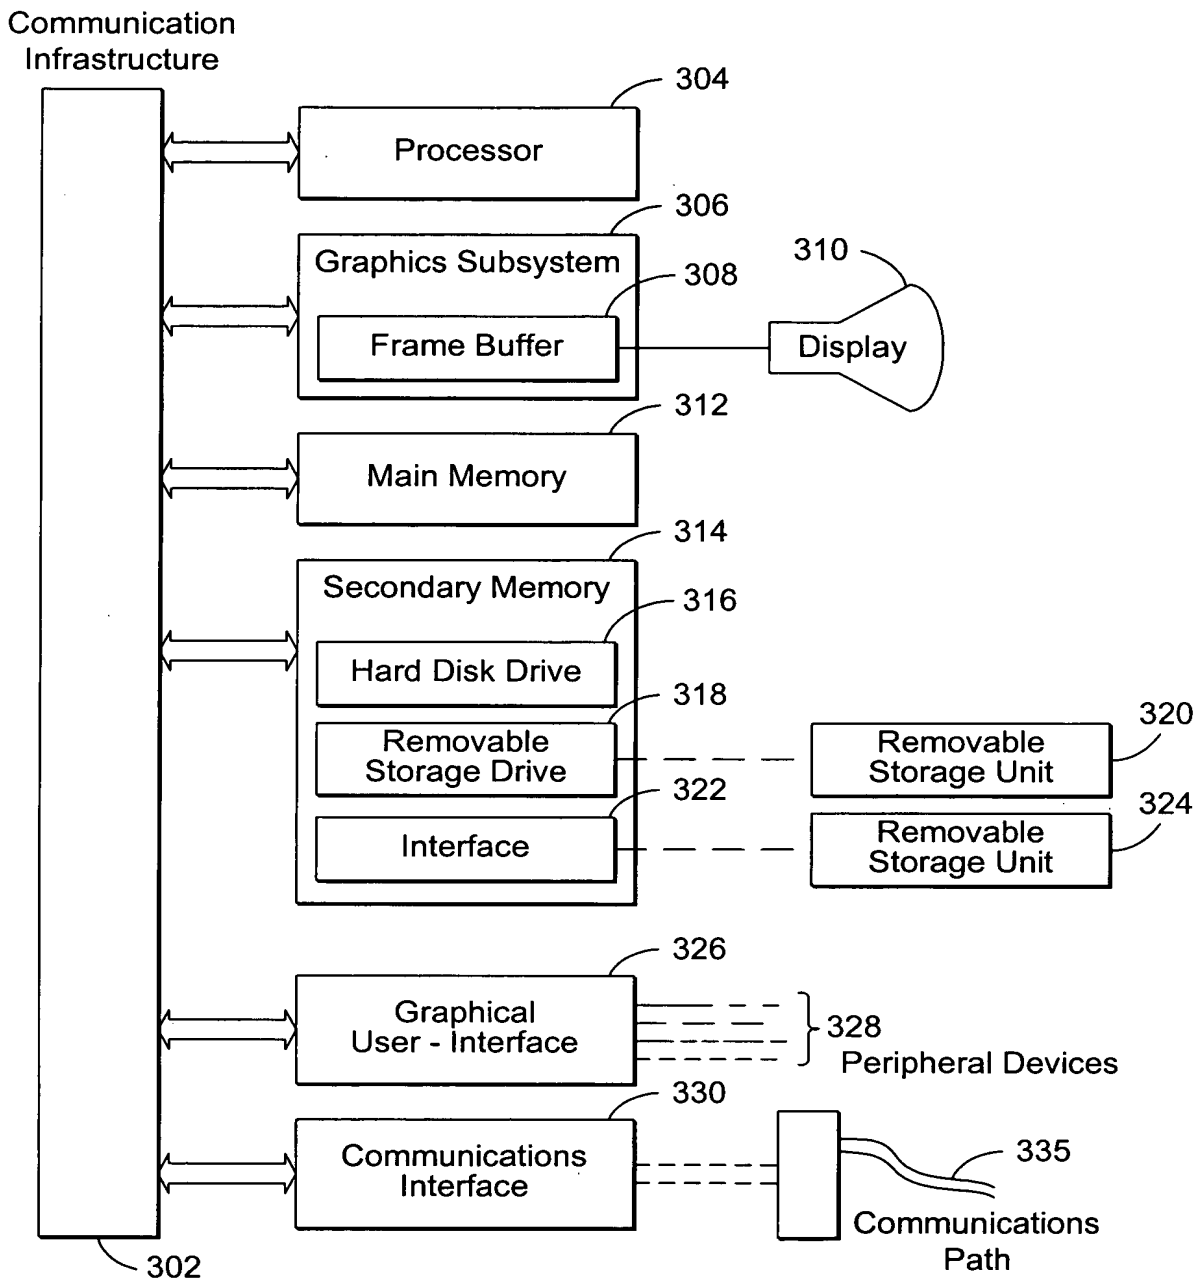 Communication
Infrastructure
304
Processor
306
Graphics Subsystem
308
Frame Buffer
310
Display
312
Main Memory
314
Secondary Memory
316
Hard Disk Drive
318
Removable
Storage Drive
320
Removable
Storage Unit
322
Interface
324
Removable
Storage Unit
326
Graphical
User - Interface
328
Peripheral Devices
330
Communications
Interface
335
Communications
Path
302